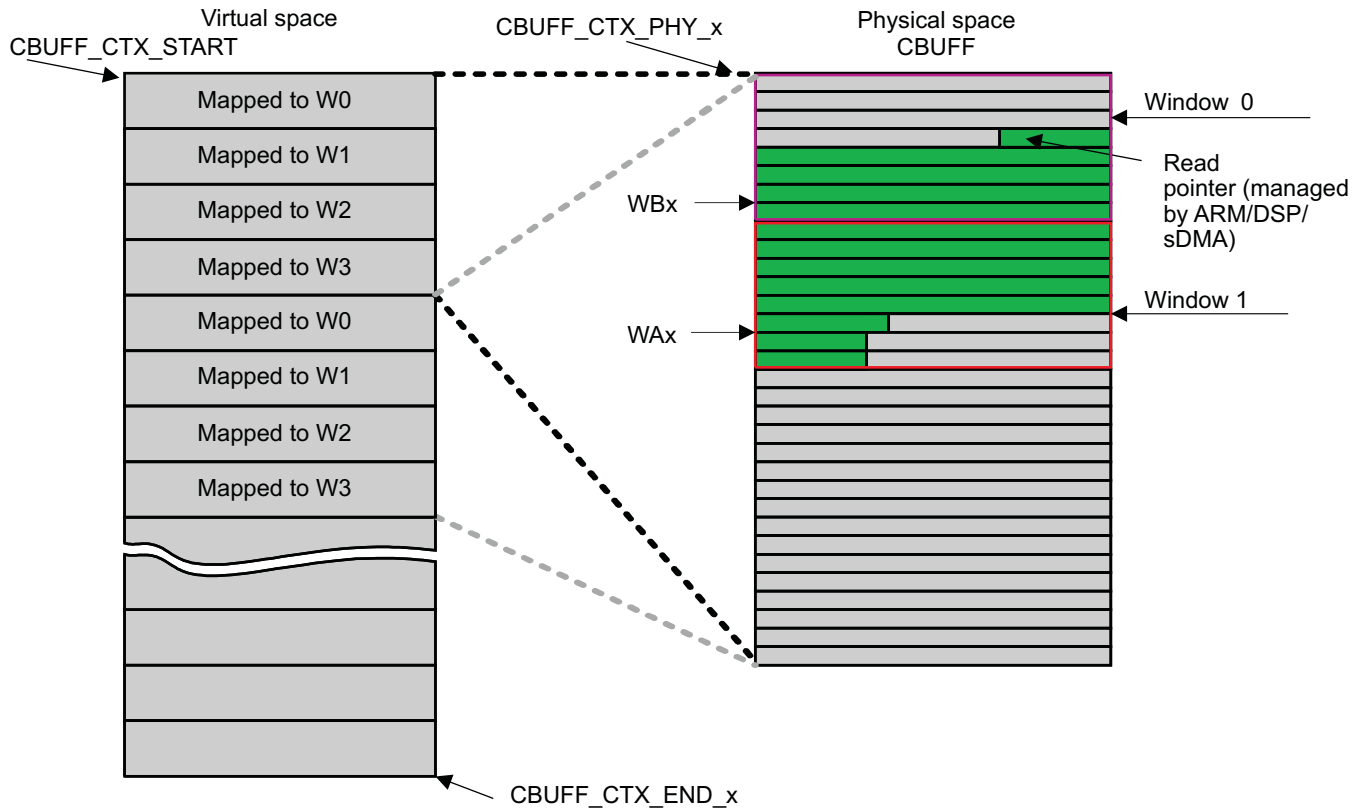 Virtual space
CBUFF_CTX_START
CBUFF_CTX_PHY_x
Physical space
CBUFF
Mapped to W0
Mapped to W1
Mapped to W2
Mapped to W3
Mapped to W0
Mapped to W1
Mapped to W2
Mapped to W3
WBx
WAx
Window 0
Read
pointer (managed
by ARM/DSP/
sDMA)
Window 1
CBUFF_CTX_END_x